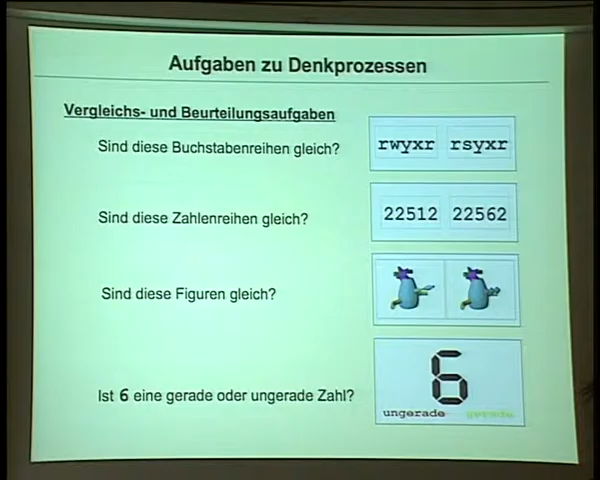 Aufgaben zu Denkprozessen
Vergleichs- und Beurteilungsaufgaben
Sind diese Buchstabenreihen gleich?
rwyxr rsyxr
Sind diese Zahlenreihen gleich?
22512 22562
Sind diese Figuren gleich?
Ist 6 eine gerade oder ungerade Zahl?
6
ungerade gerade